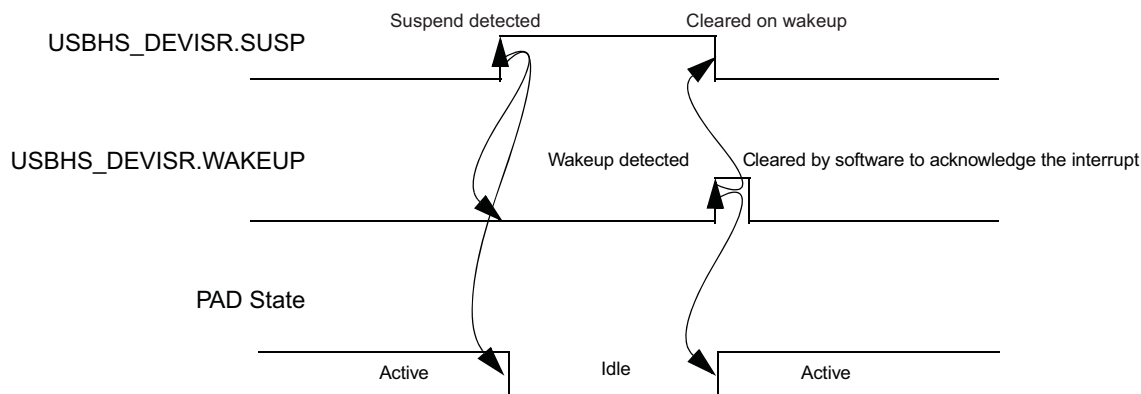 Suspend detected
Cleared on wakeup
USBHS_DEVISR.SUSP
USBHS_DEVISR.WAKEUP
Wakeup detected
Cleared by software to acknowledge the interrupt
PAD State
Active
Idle
Active